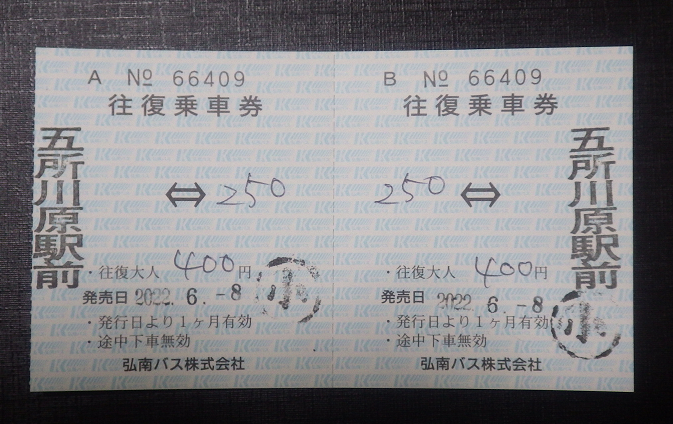 A № 66409
往復乗車券
五所川原駅前
⇔ 250
・往復大人 400円
発売日 2022. 6. -8
小
・発行日より1ヶ月有効
・途中下車無効
弘南バス株式会社
B № 66409
往復乗車券
五所川原駅前
250 ⇔
・往復大人 400円
発売日 2022. 6. -8
小
・発行日より1ヶ月有効
・途中下車無効
弘南バス株式会社